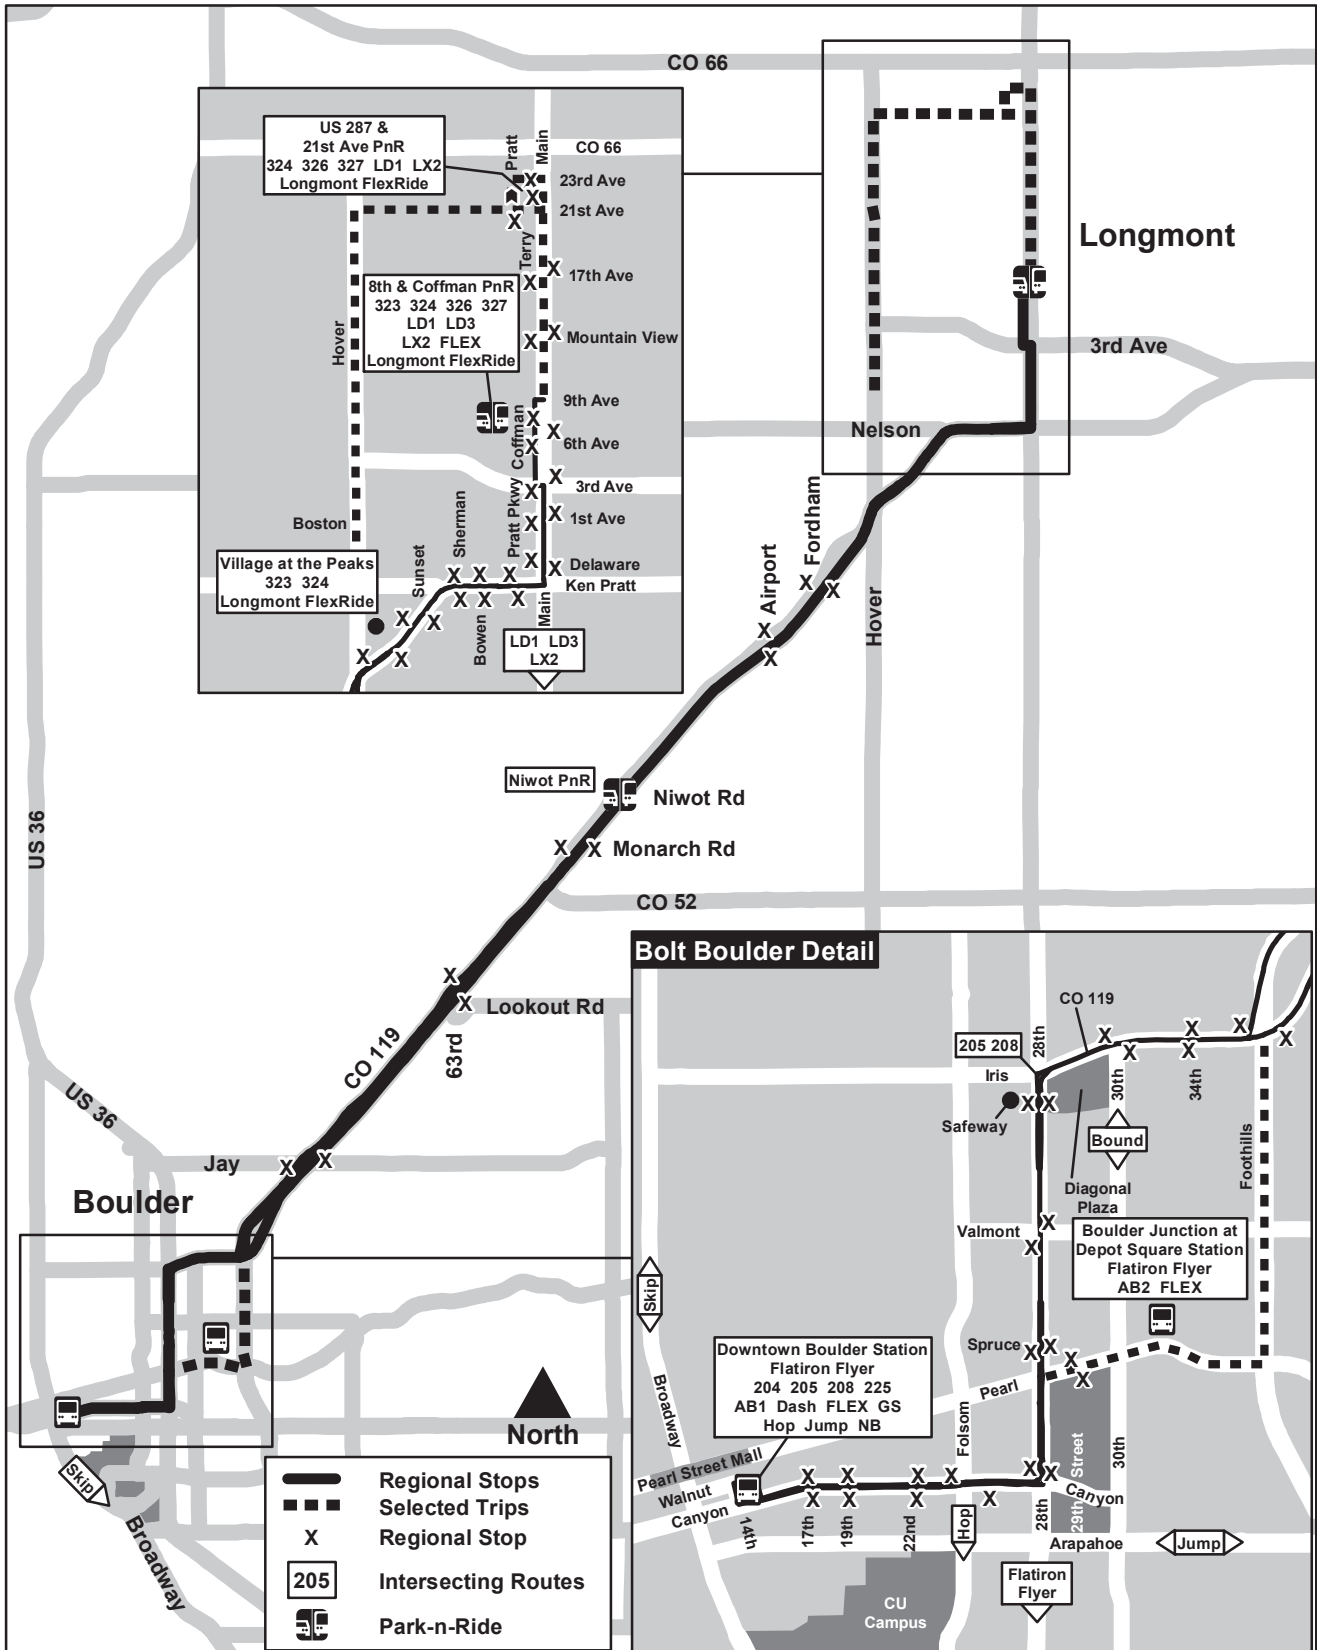 CO 66
US 287 &
21st Ave PnR
324 326 327 LD1 LX2
Longmont FlexRide
Pratt
Main
CO 66
23rd Ave
21st Ave
Terry
17th Ave
8th & Coffman PnR
323 324 326 327
LD1 LD3
LX2 FLEX
Longmont FlexRide
Hover
Mountain View
9th Ave
Coffman
6th Ave
3rd Ave
Pratt Pkwy
1st Ave
Sherman
Boston
Sunset
Delaware
Ken Pratt
Village at the Peaks
323 324
Longmont FlexRide
Bowen
Main
LD1 LD3
LX2
Longmont
3rd Ave
Nelson
Fordham
Airport
Hover
US 36
Niwot PnR
Niwot Rd
Monarch Rd
CO 52
Lookout Rd
63rd
CO 119
US 36
Jay
Boulder
Skip
Broadway
North
Regional Stops
Selected Trips
X Regional Stop
205 Intersecting Routes
Park-n-Ride
Bolt Boulder Detail
CO 119
28th
205 208
Iris
30th
34th
Safeway
Bound
Diagonal
Plaza
Foothills
Valmont
Boulder Junction at
Depot Square Station
Flatiron Flyer
AB2 FLEX
Skip
Spruce
Pearl
Downtown Boulder Station
Flatiron Flyer
204 205 208 225
AB1 Dash FLEX GS
Hop Jump NB
Broadway
Folsom
Pearl Street Mall
Walnut
Canyon
14th
17th
19th
22nd
Hop
28th
29th Street
30th
Canyon
Arapahoe
Jump
Flatiron
Flyer
CU
Campus